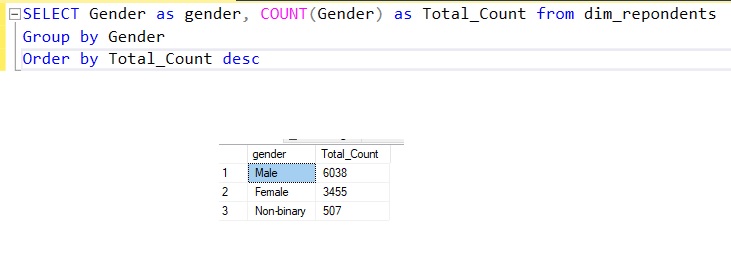 SELECT Gender as gender, COUNT(Gender) as Total_Count from dim_repondents
Group by Gender
Order by Total_Count desc
gender Total_Count
1 Male 6038
2 Female 3455
3 Non-binary 507